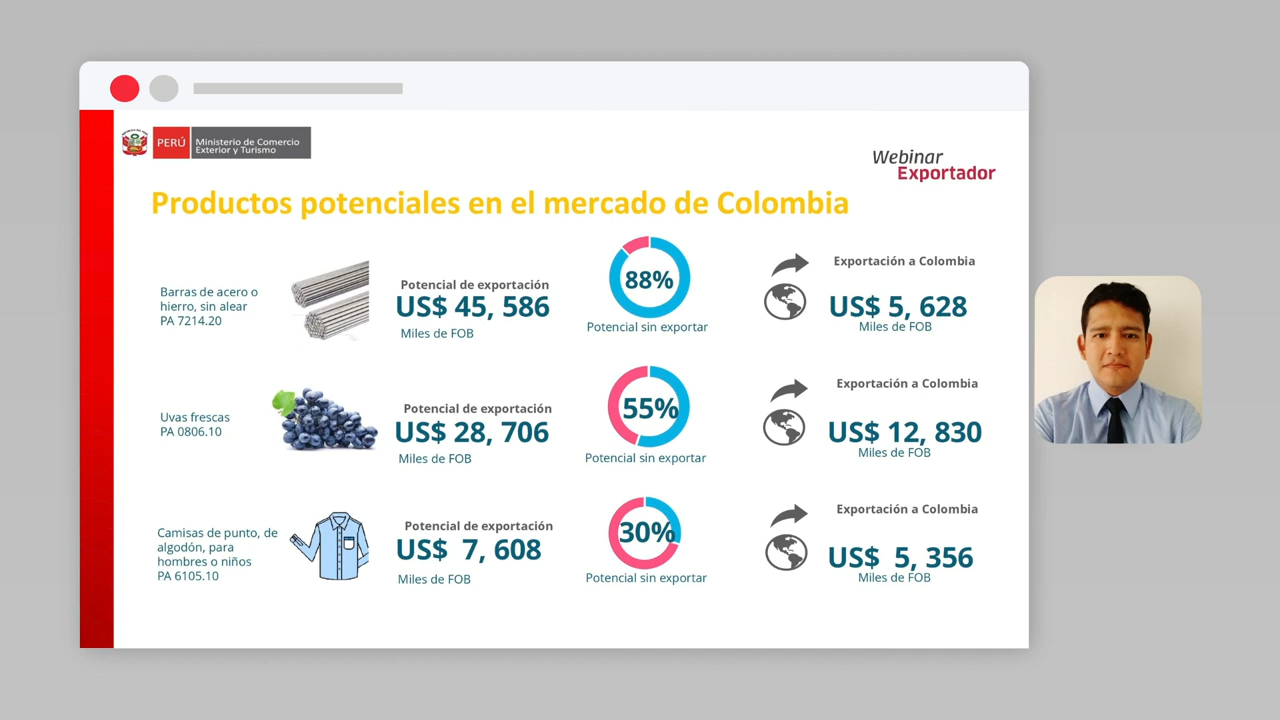 PERÚ
Ministerio de Comercio
Exterior y Turismo
Webinar
Exportador
Productos potenciales en el mercado de Colombia
Barras de acero o
hierro, sin alear
PA 7214.20
Potencial de exportación
US$ 45, 586
Miles de FOB
88%
Potencial sin exportar
Exportación a Colombia
US$ 5, 628
Miles de FOB
Uvas frescas
PA 0806.10
Potencial de exportación
US$ 28, 706
Miles de FOB
55%
Potencial sin exportar
Exportación a Colombia
US$ 12, 830
Miles de FOB
Camisas de punto, de
algodón, para
hombres o niños
PA 6105.10
Potencial de exportación
US$ 7, 608
Miles de FOB
30%
Potencial sin exportar
Exportación a Colombia
US$ 5, 356
Miles de FOB